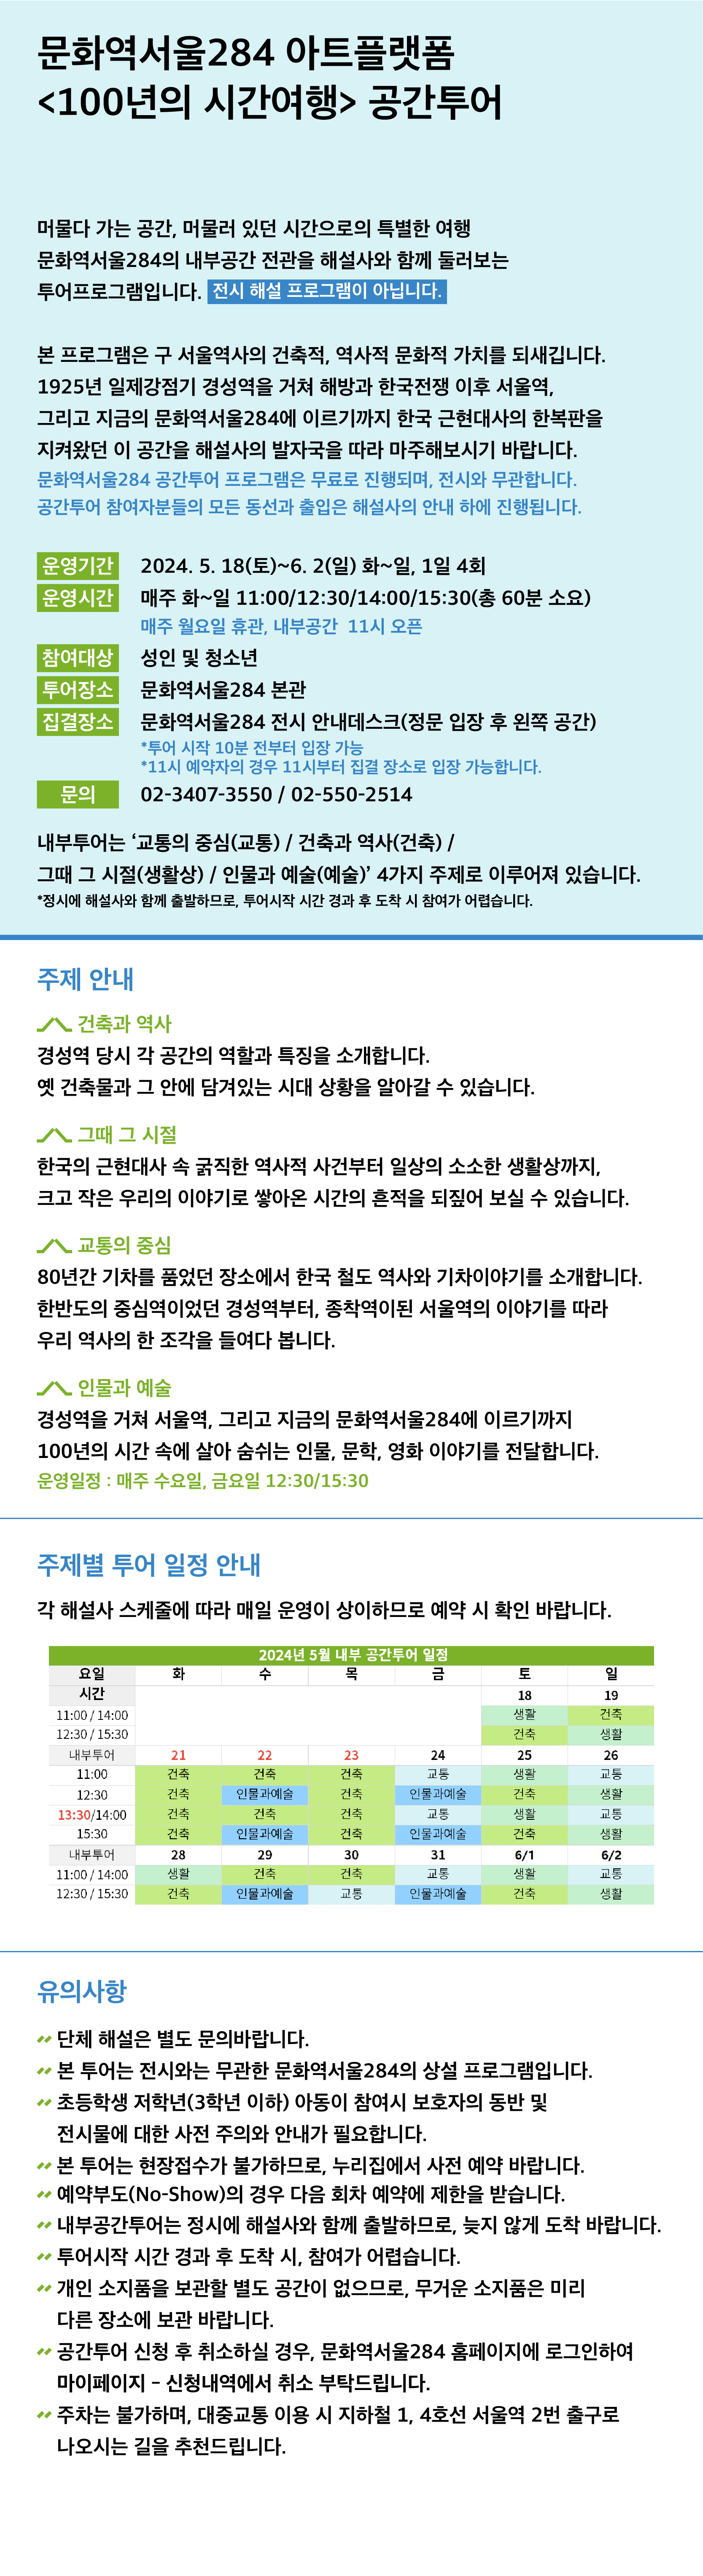 문화역서울284 아트플랫폼
<100년의 시간여행> 공간투어
머물다 가는 공간, 머물러 있던 시간으로의 특별한 여행
문화역서울284의 내부공간 전관을 해설사와 함께 둘러보는
투어프로그램입니다. 전시 해설 프로그램이 아닙니다.
본 프로그램은 구 서울역사의 건축적, 역사적 문화적 가치를 되새깁니다.
1925년 일제강점기 경성역을 거쳐 해방과 한국전쟁 이후 서울역,
그리고 지금의 문화역서울284에 이르기까지 한국 근현대사의 한복판을
지켜왔던 이 공간을 해설사의 발자국을 따라 마주해보시기 바랍니다.
문화역서울284 공간투어 프로그램은 무료로 진행되며, 전시와 무관합니다.
공간투어 참여자분들의 모든 동선과 출입은 해설사의 안내 하에 진행됩니다.
운영기간 2024. 5. 18(토)~6. 2(일) 화~일, 1일 4회
운영시간 매주 화~일 11:00/12:30/14:00/15:30(총 60분 소요)
매주 월요일 휴관, 내부공간 11시 오픈
참여대상 성인 및 청소년
투어장소 문화역서울284 본관
집결장소 문화역서울284 전시 안내데스크(정문 입장 후 왼쪽 공간)
*투어 시작 10분 전부터 입장 가능
*11시 예약자의 경우 11시부터 집결 장소로 입장 가능합니다.
문의 02-3407-3550 / 02-550-2514
내부투어는 ‘교통의 중심(교통) / 건축과 역사(건축) /
그때 그 시절(생활상) / 인물과 예술(예술)’ 4가지 주제로 이루어져 있습니다.
*정시에 해설사와 함께 출발하므로, 투어시작 시간 경과 후 도착 시 참여가 어렵습니다.
주제 안내
건축과 역사
경성역 당시 각 공간의 역할과 특징을 소개합니다.
옛 건축물과 그 안에 담겨있는 시대 상황을 알아갈 수 있습니다.
그때 그 시절
한국의 근현대사 속 굵직한 역사적 사건부터 일상의 소소한 생활상까지,
크고 작은 우리의 이야기로 쌓아온 시간의 흔적을 되짚어 보실 수 있습니다.
교통의 중심
80년간 기차를 품었던 장소에서 한국 철도 역사와 기차이야기를 소개합니다.
한반도의 중심역이었던 경성역부터, 종착역이된 서울역의 이야기를 따라
우리 역사의 한 조각을 들여다 봅니다.
인물과 예술
경성역을 거쳐 서울역, 그리고 지금의 문화역서울284에 이르기까지
100년의 시간 속에 살아 숨쉬는 인물, 문학, 영화 이야기를 전달합니다.
운영일정 : 매주 수요일, 금요일 12:30/15:30
주제별 투어 일정 안내
각 해설사 스케줄에 따라 매일 운영이 상이하므로 예약 시 확인 바랍니다.
2024년 5월 내부 공간투어 일정
요일 화 수 목 금 토 일
시간 18 19
11:00 / 14:00 생활 건축
12:30 / 15:30 건축 생활
내부투어 21 22 23 24 25 26
11:00 건축 건축 건축 교통 생활 교통
12:30 건축 인물과예술 건축 인물과예술 건축 생활
13:30/14:00 건축 건축 건축 교통 생활 교통
15:30 건축 인물과예술 건축 인물과예술 건축 생활
내부투어 28 29 30 31 6/1 6/2
11:00 / 14:00 생활 건축 건축 교통 생활 교통
12:30 / 15:30 건축 인물과예술 교통 인물과예술 건축 생활
유의사항
단체 해설은 별도 문의바랍니다.
본 투어는 전시와는 무관한 문화역서울284의 상설 프로그램입니다.
초등학생 저학년(3학년 이하) 아동이 참여시 보호자의 동반 및
전시물에 대한 사전 주의와 안내가 필요합니다.
본 투어는 현장접수가 불가하므로, 누리집에서 사전 예약 바랍니다.
예약부도(No-Show)의 경우 다음 회차 예약에 제한을 받습니다.
내부공간투어는 정시에 해설사와 함께 출발하므로, 늦지 않게 도착 바랍니다.
투어시작 시간 경과 후 도착 시, 참여가 어렵습니다.
개인 소지품을 보관할 별도 공간이 없으므로, 무거운 소지품은 미리
다른 장소에 보관 바랍니다.
공간투어 신청 후 취소하실 경우, 문화역서울284 홈페이지에 로그인하여
마이페이지 – 신청내역에서 취소 부탁드립니다.
주차는 불가하며, 대중교통 이용 시 지하철 1, 4호선 서울역 2번 출구로
나오시는 길을 추천드립니다.